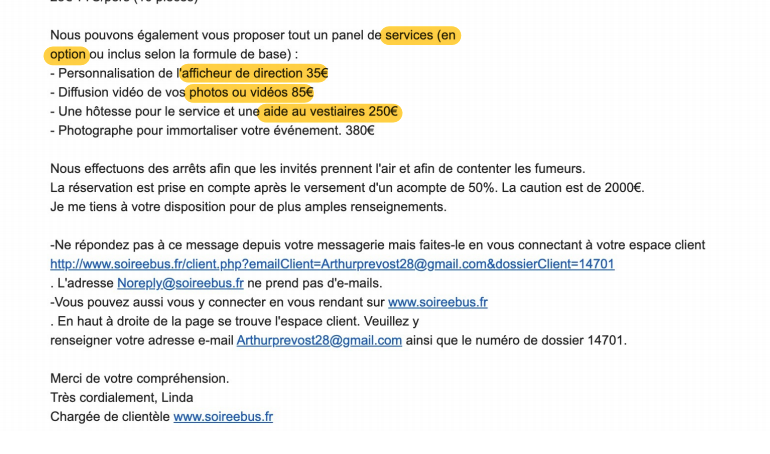 Nous pouvons également vous proposer tout un panel de services (en
option ou inclus selon la formule de base) :
- Personnalisation de l'afficheur de direction 35€
- Diffusion vidéo de vos photos ou vidéos 85€
- Une hôtesse pour le service et une aide au vestiaires 250€
- Photographe pour immortaliser votre événement. 380€
Nous effectuons des arrêts afin que les invités prennent l'air et afin de contenter les fumeurs.
La réservation est prise en compte après le versement d'un acompte de 50%. La caution est de 2000€.
Je me tiens à votre disposition pour de plus amples renseignements.
-Ne répondez pas à ce message depuis votre messagerie mais faites-le en vous connectant à votre espace client
http://www.soireebus.fr/client.php?emailClient=Arthurprevost28@gmail.com&dossierClient=14701
. L'adresse Noreply@soireebus.fr ne prend pas d'e-mails.
-Vous pouvez aussi vous y connecter en vous rendant sur www.soireebus.fr
. En haut à droite de la page se trouve l'espace client. Veuillez y
renseigner votre adresse e-mail Arthurprevost28@gmail.com ainsi que le numéro de dossier 14701.
Merci de votre compréhension.
Très cordialement, Linda
Chargée de clientèle www.soireebus.fr